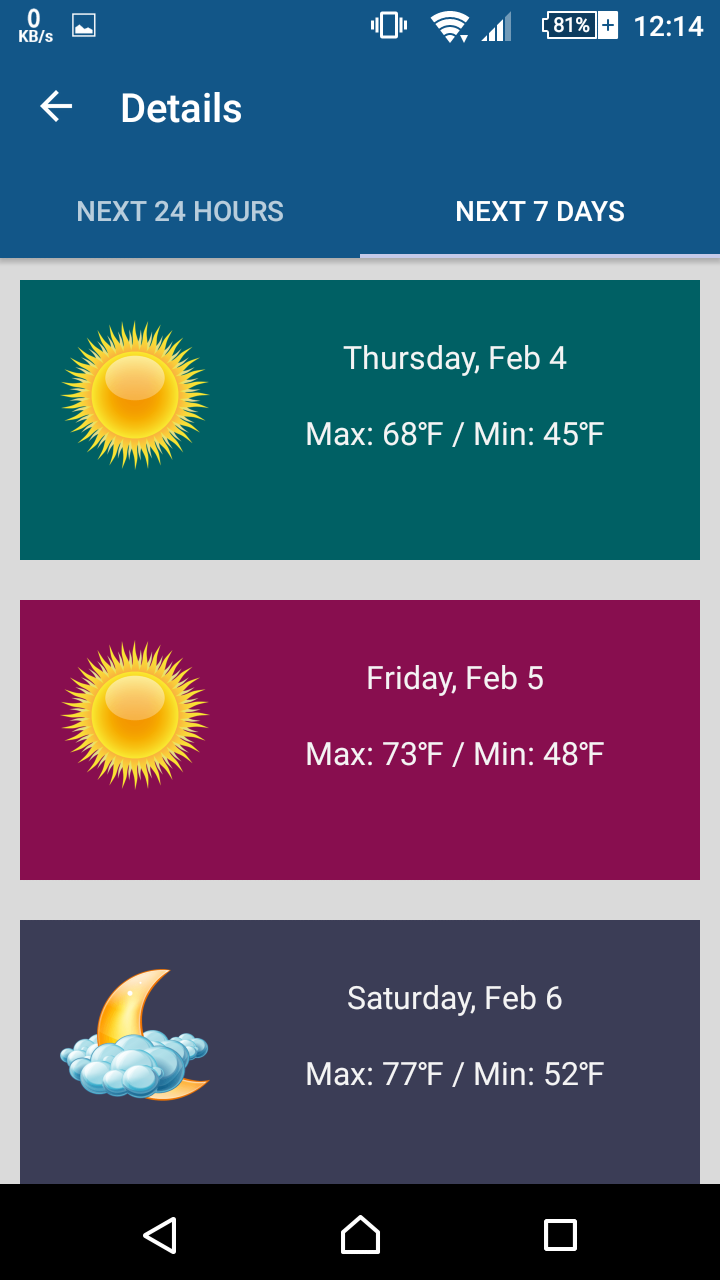 0
KB/s
81%
12:14
Details
NEXT 24 HOURS
NEXT 7 DAYS
Thursday, Feb 4
Max: 68°F / Min: 45°F
Friday, Feb 5
Max: 73°F / Min: 48°F
Saturday, Feb 6
Max: 77°F / Min: 52°F